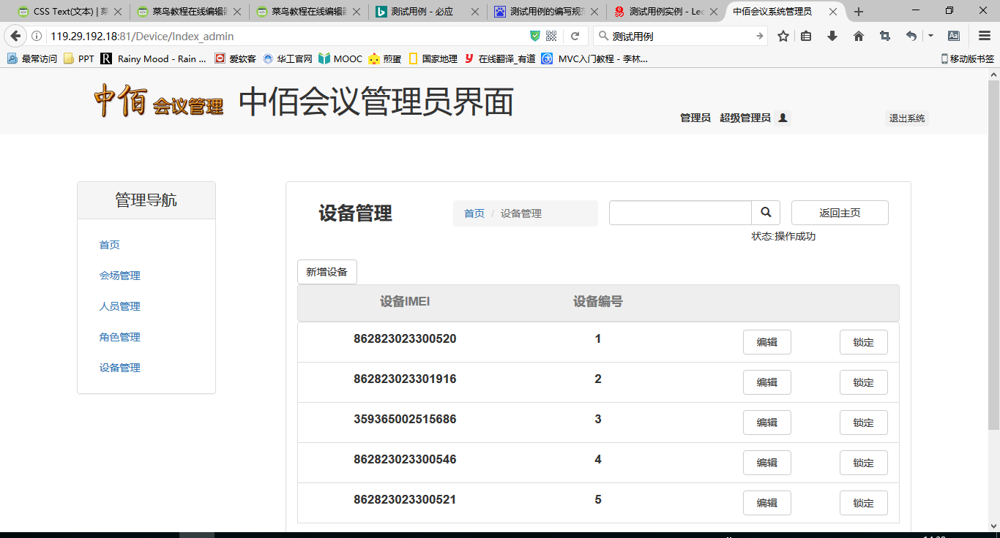 CSS Text(文本) | 菜
菜鸟教程在线编辑器
菜鸟教程在线编辑器
测试用例 - 必应
测试用例的编写规范
测试用例实例 - Lec
中佰会议系统管理员
119.29.192.18:81/Device/Index_admin
测试用例
最常访问 PPT Rainy Mood - Rain ... 爱软客 华工官网 MOOC 煎蛋 国家地理 在线翻译_有道 MVC入门教程 - 李林... 移动版书签
中佰 会议管理 中佰会议管理员界面
管理员 超级管理员 退出系统
管理导航
首页
会场管理
人员管理
角色管理
设备管理
设备管理 首页 / 设备管理 返回主页
状态:操作成功
新增设备
设备IMEI 设备编号
862823023300520 1 编辑 锁定
862823023301916 2 编辑 锁定
359365002515686 3 编辑 锁定
862823023300546 4 编辑 锁定
862823023300521 5 编辑 锁定